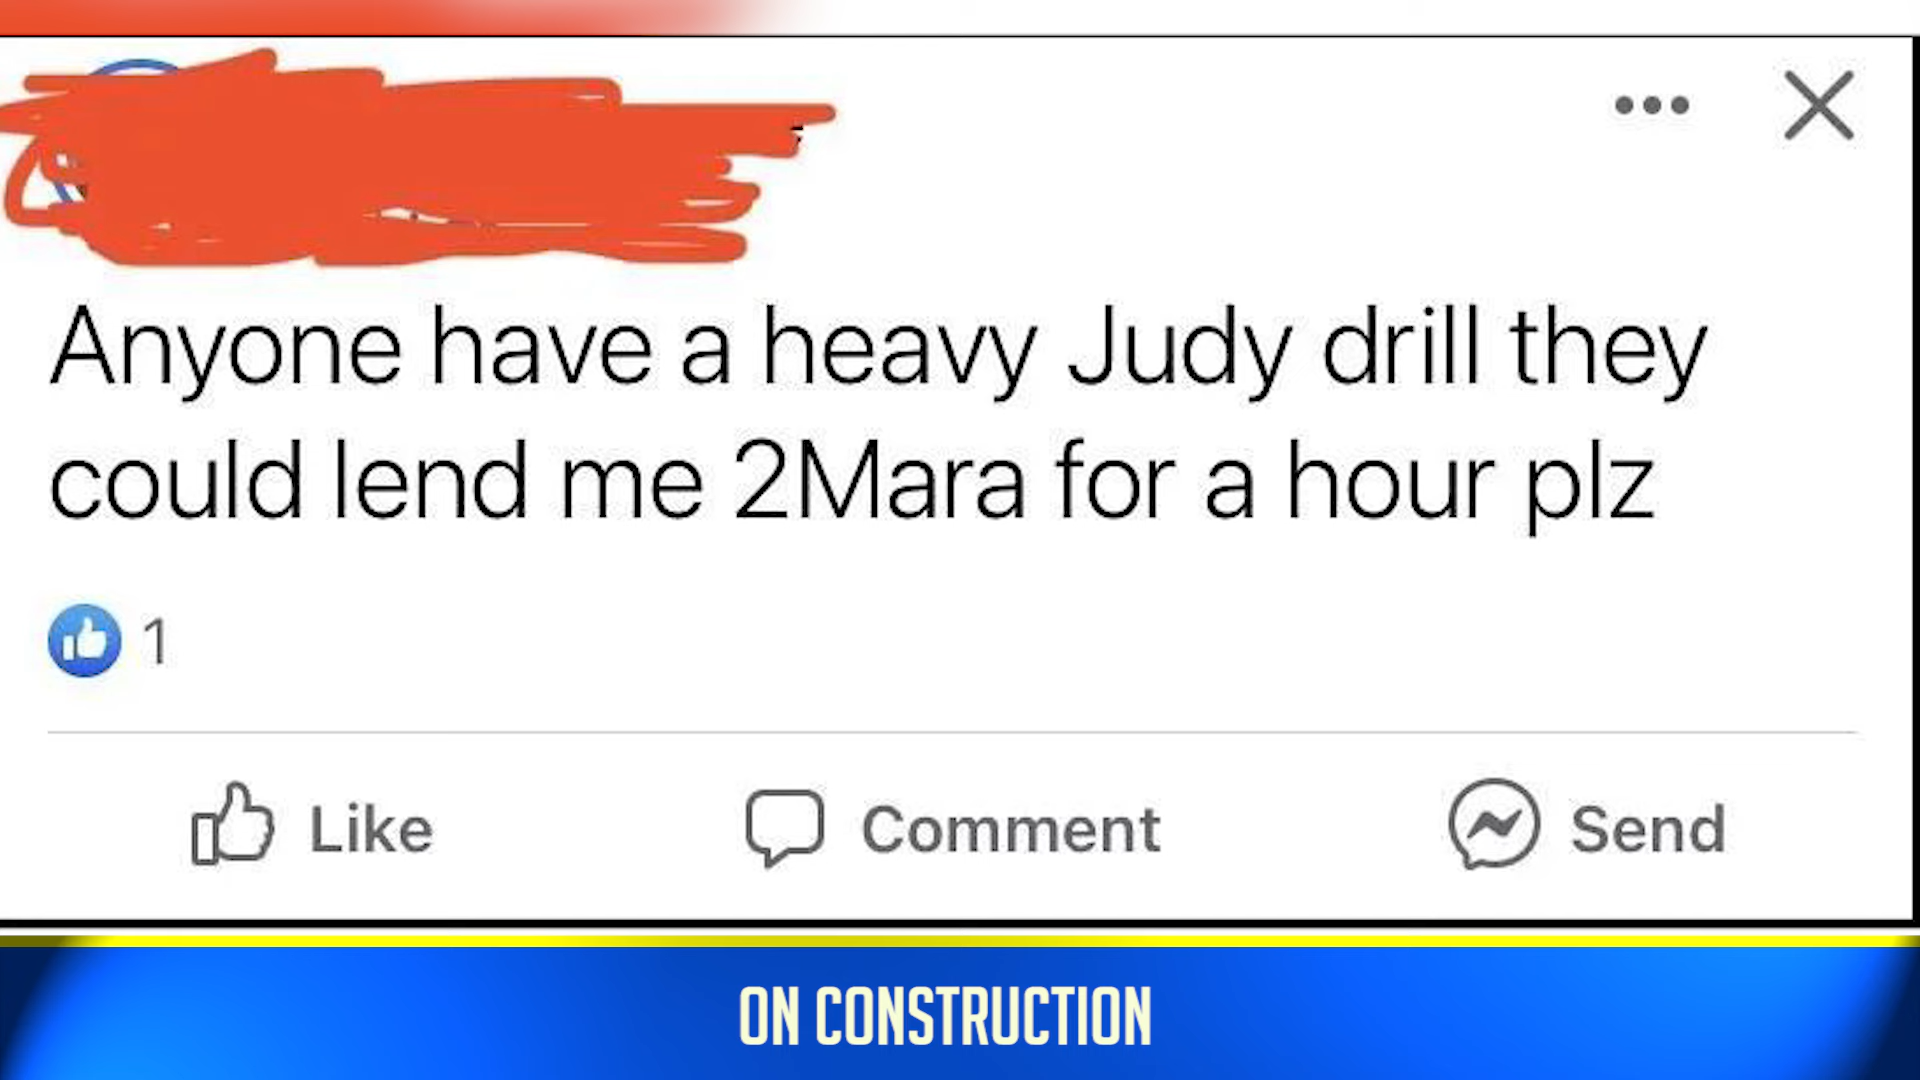 Anyone have a heavy Judy drill they
could lend me 2Mara for a hour plz
1
Like Comment Send
ON CONSTRUCTION